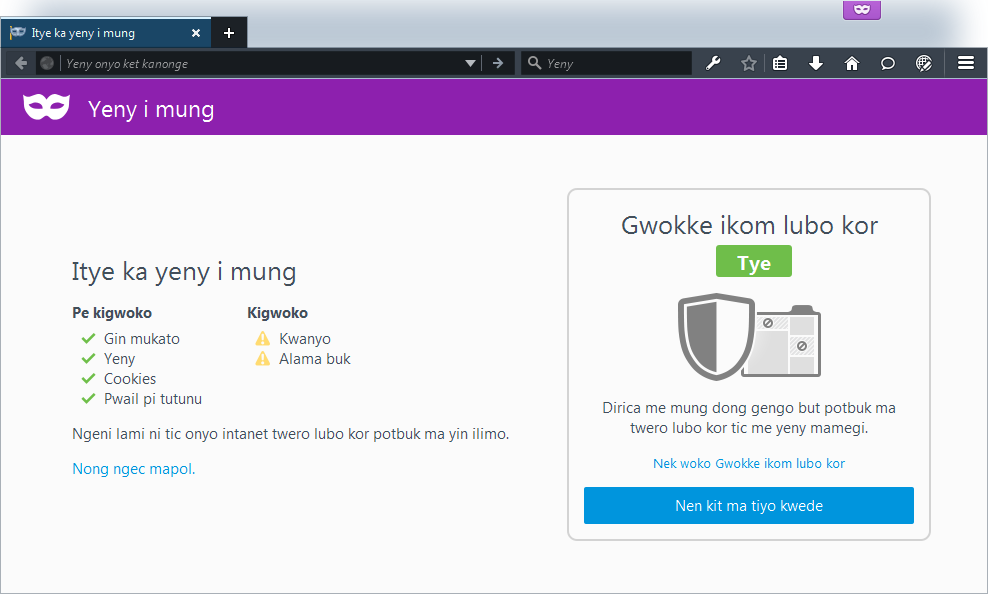 Itye ka yeny i mung
Yeny onyo ket kanonge
Yeny
Yeny i mung
Itye ka yeny i mung
Pe kigwoko
Gin mukato
Yeny
Cookies
Pwail pi tutunu
Kigwoko
Kwanyo
Alama buk
Ngeni lami ni tic onyo intanet twero lubo kor potbuk ma yin ilimo.
Nong ngec mapol.
Gwokke ikom lubo kor
Tye
Dirica me mung dong gengo but potbuk ma
twero lubo kor tic me yeny mamegi.
Nek woko Gwokke ikom lubo kor
Nen kit ma tiyo kwede